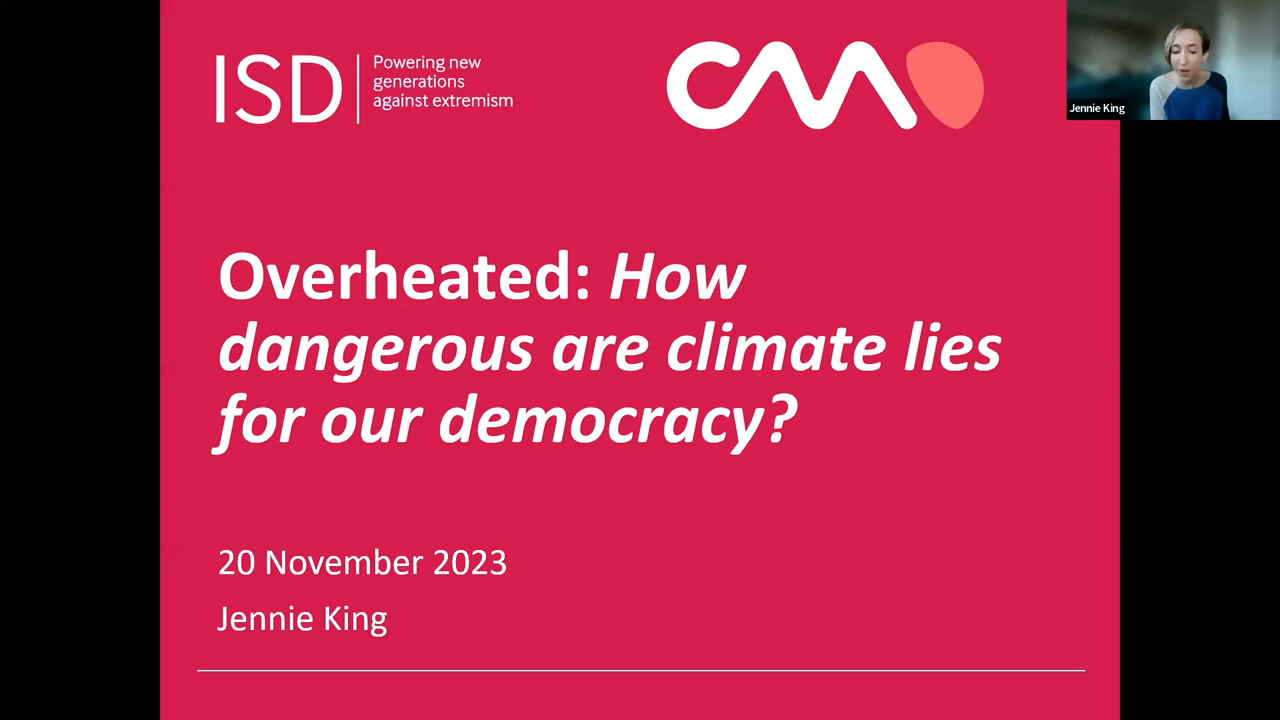 ISD
Powering new
generations
against extremism
CMO
Jennie King
Overheated: How
dangerous are climate lies
for our democracy?
20 November 2023
Jennie King